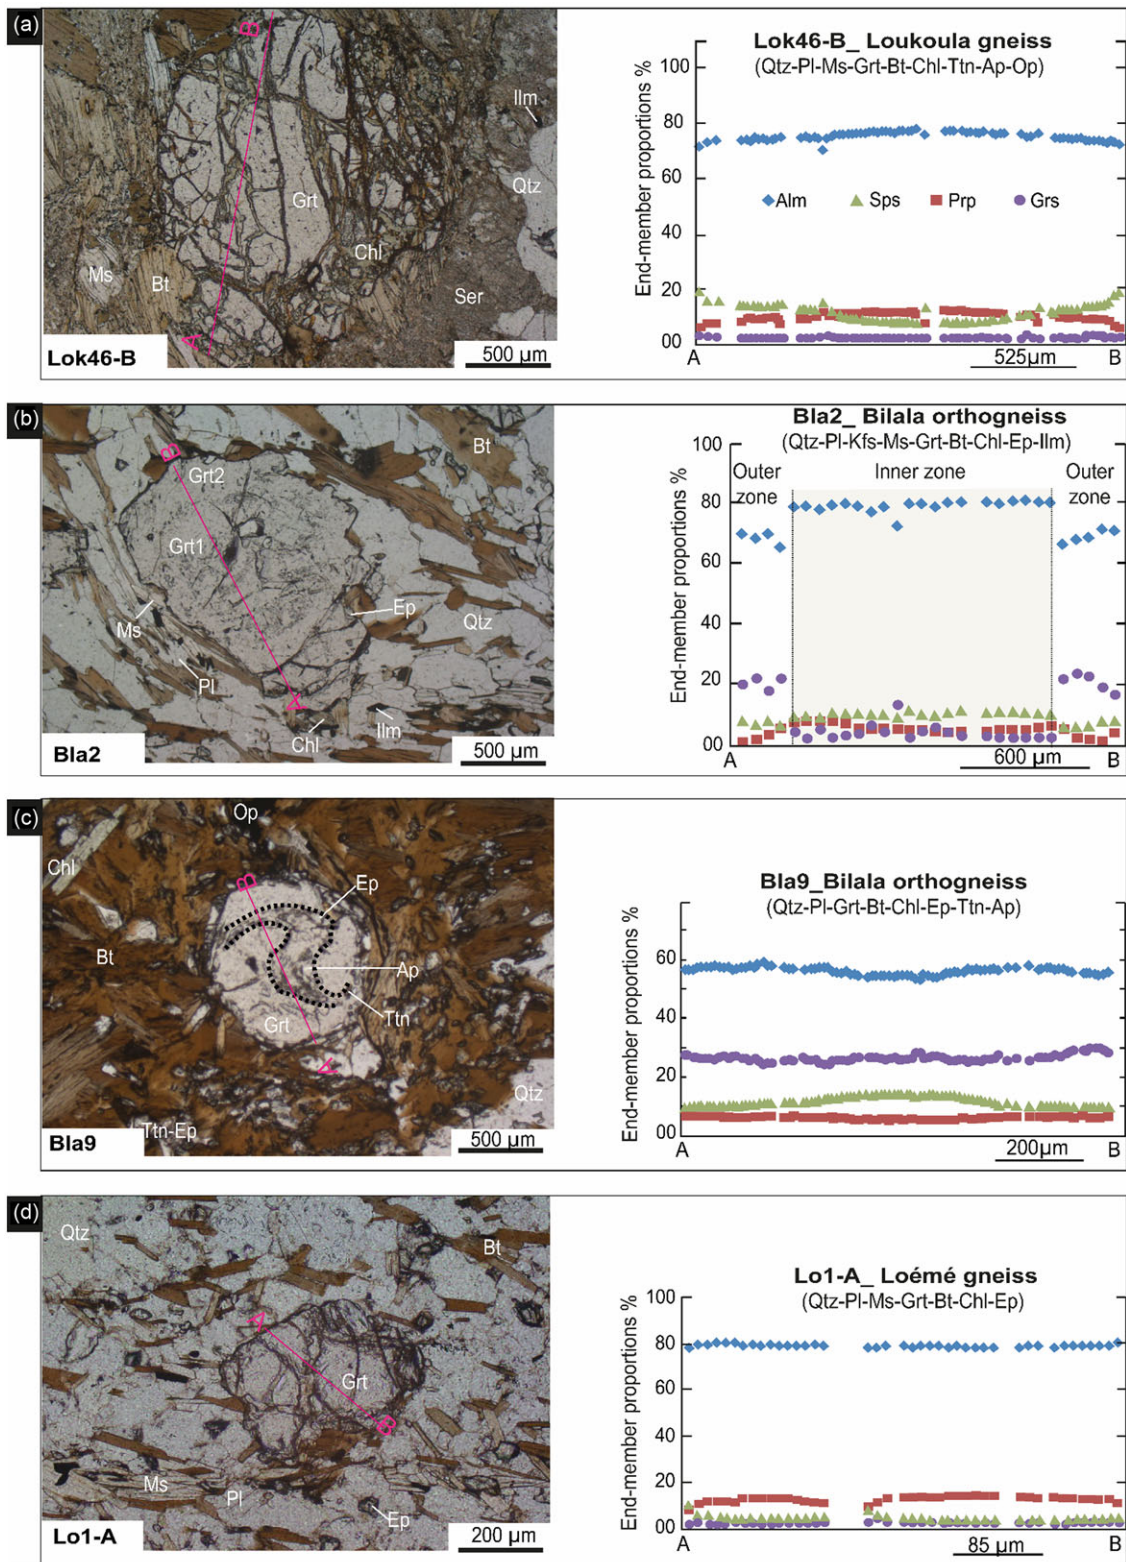 (a)
B
Ilm
Qtz
Grt
Chl
Ms
Bt
Ser
A
Lok46-B
500 µm
Lok46-B_ Loukoula gneiss
(Qtz-Pl-Ms-Grt-Bt-Chl-Ttn-Ap-Op)
End-member proportions %
100
80
60
Alm Sps Prp Grs
40
20
00
A B
525µm
(b)
B
Bt
Grt2
Grt1
Ep
Ms
Qtz
Pl
A
Chl
Ilm
Bla2
500 µm
Bla2_ Bilala orthogneiss
(Qtz-Pl-Kfs-Ms-Grt-Bt-Chl-Ep-Ilm)
End-member proportions %
100
Outer zone
Inner zone
Outer zone
80
60
40
20
00
A B
600 µm
(c)
Op
Chl
B
Ep
Bt
Ap
Ttn
Grt
A
Qtz
Ttn-Ep
Bla9
500 µm
Bla9_Bilala orthogneiss
(Qtz-Pl-Grt-Bt-Chl-Ep-Ttn-Ap)
End-member proportions %
60
40
20
00
A B
200µm
(d)
Qtz
Bt
A
Grt
B
Ms
Pl
Ep
Lo1-A
200 µm
Lo1-A_ Loémé gneiss
(Qtz-Pl-Ms-Grt-Bt-Chl-Ep)
End-member proportions %
100
80
60
40
20
00
A B
85 µm